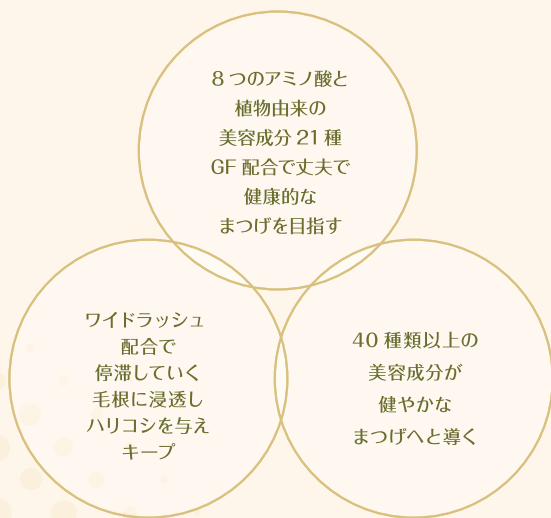 8つのアミノ酸と
植物由来の
美容成分21種
GF配合で丈夫で
健康的な
まつげを目指す
ワイドラッシュ
配合で
停滞していく
毛根に浸透し
ハリコシを与え
キープ
40種類以上の
美容成分が
健やかな
まつげへと導く